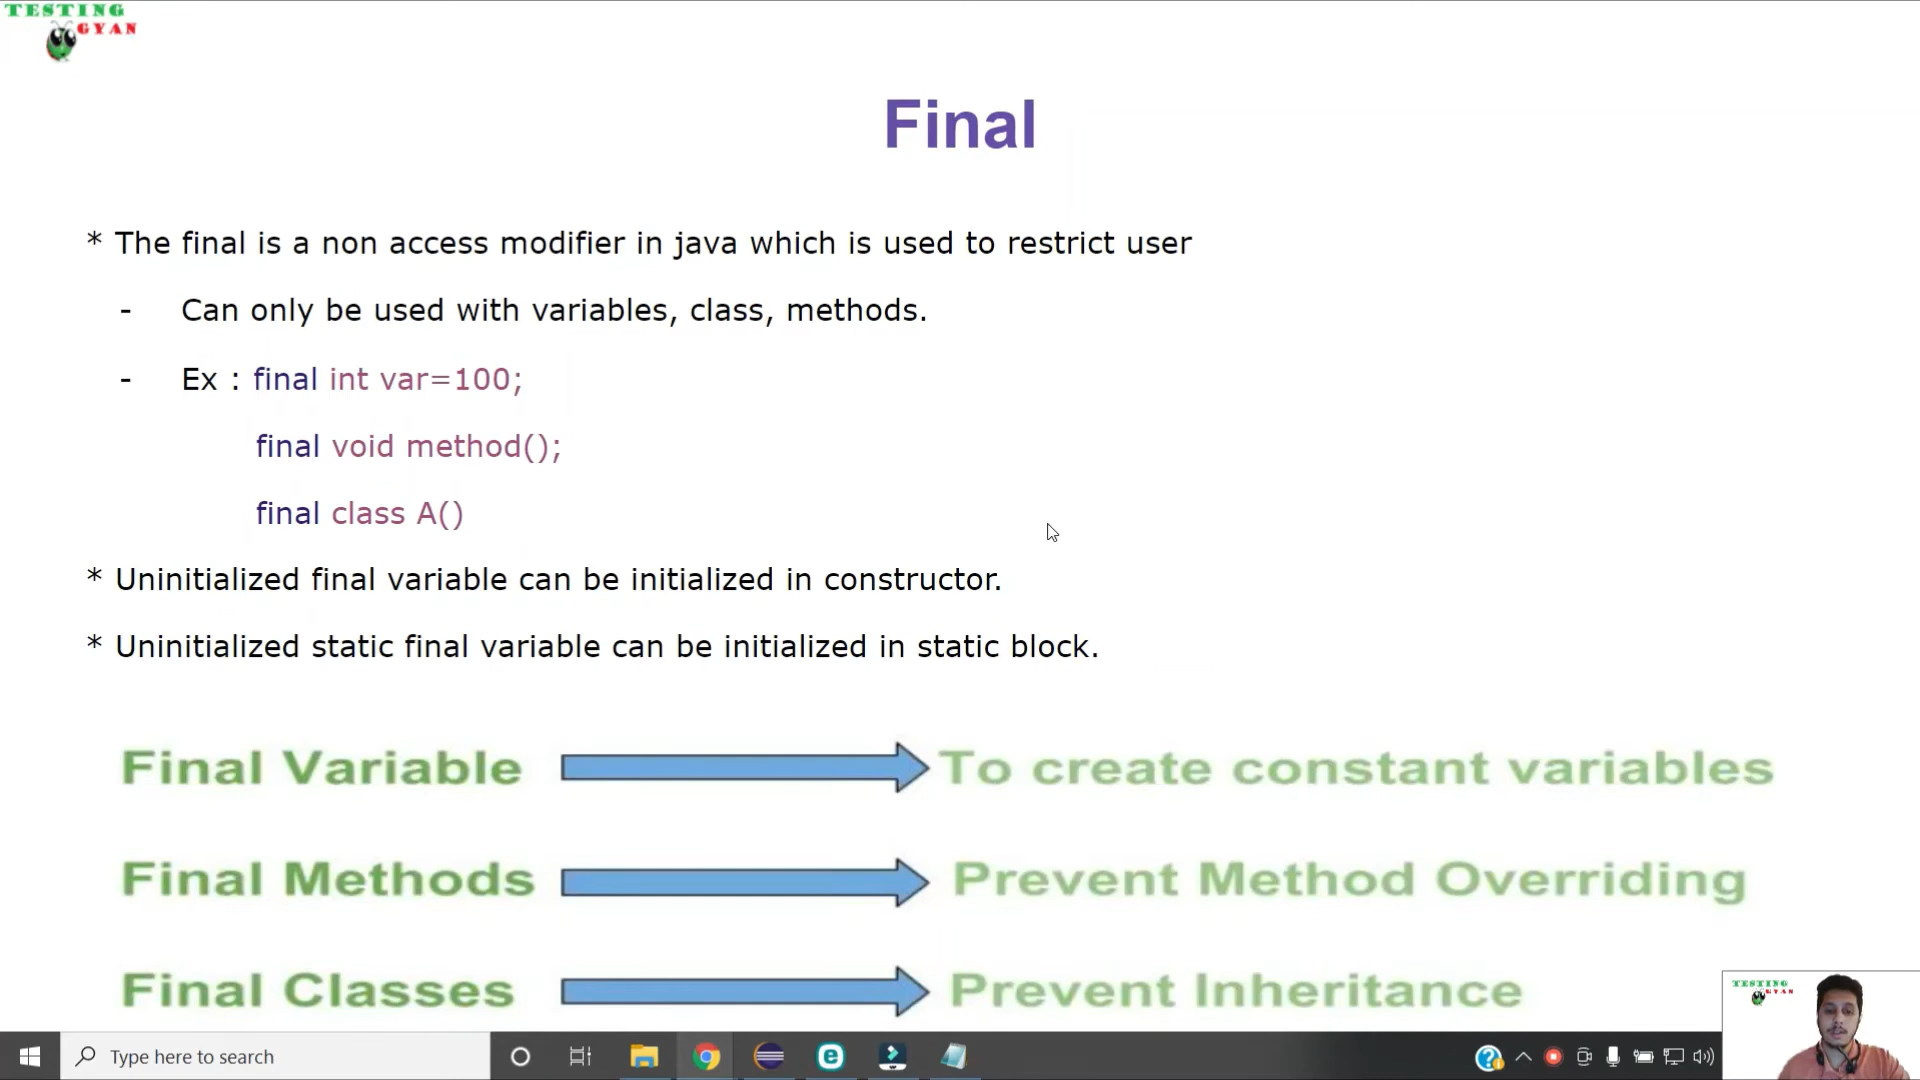 TESTING
GYAN
Final
* The final is a non access modifier in java which is used to restrict user
- Can only be used with variables, class, methods.
- Ex : final int var=100;
final void method();
final class A()
* Uninitialized final variable can be initialized in constructor.
* Uninitialized static final variable can be initialized in static block.
Final Variable To create constant variables
Final Methods Prevent Method Overriding
Final Classes Prevent Inheritance
TESTING
GYAN
Type here to search